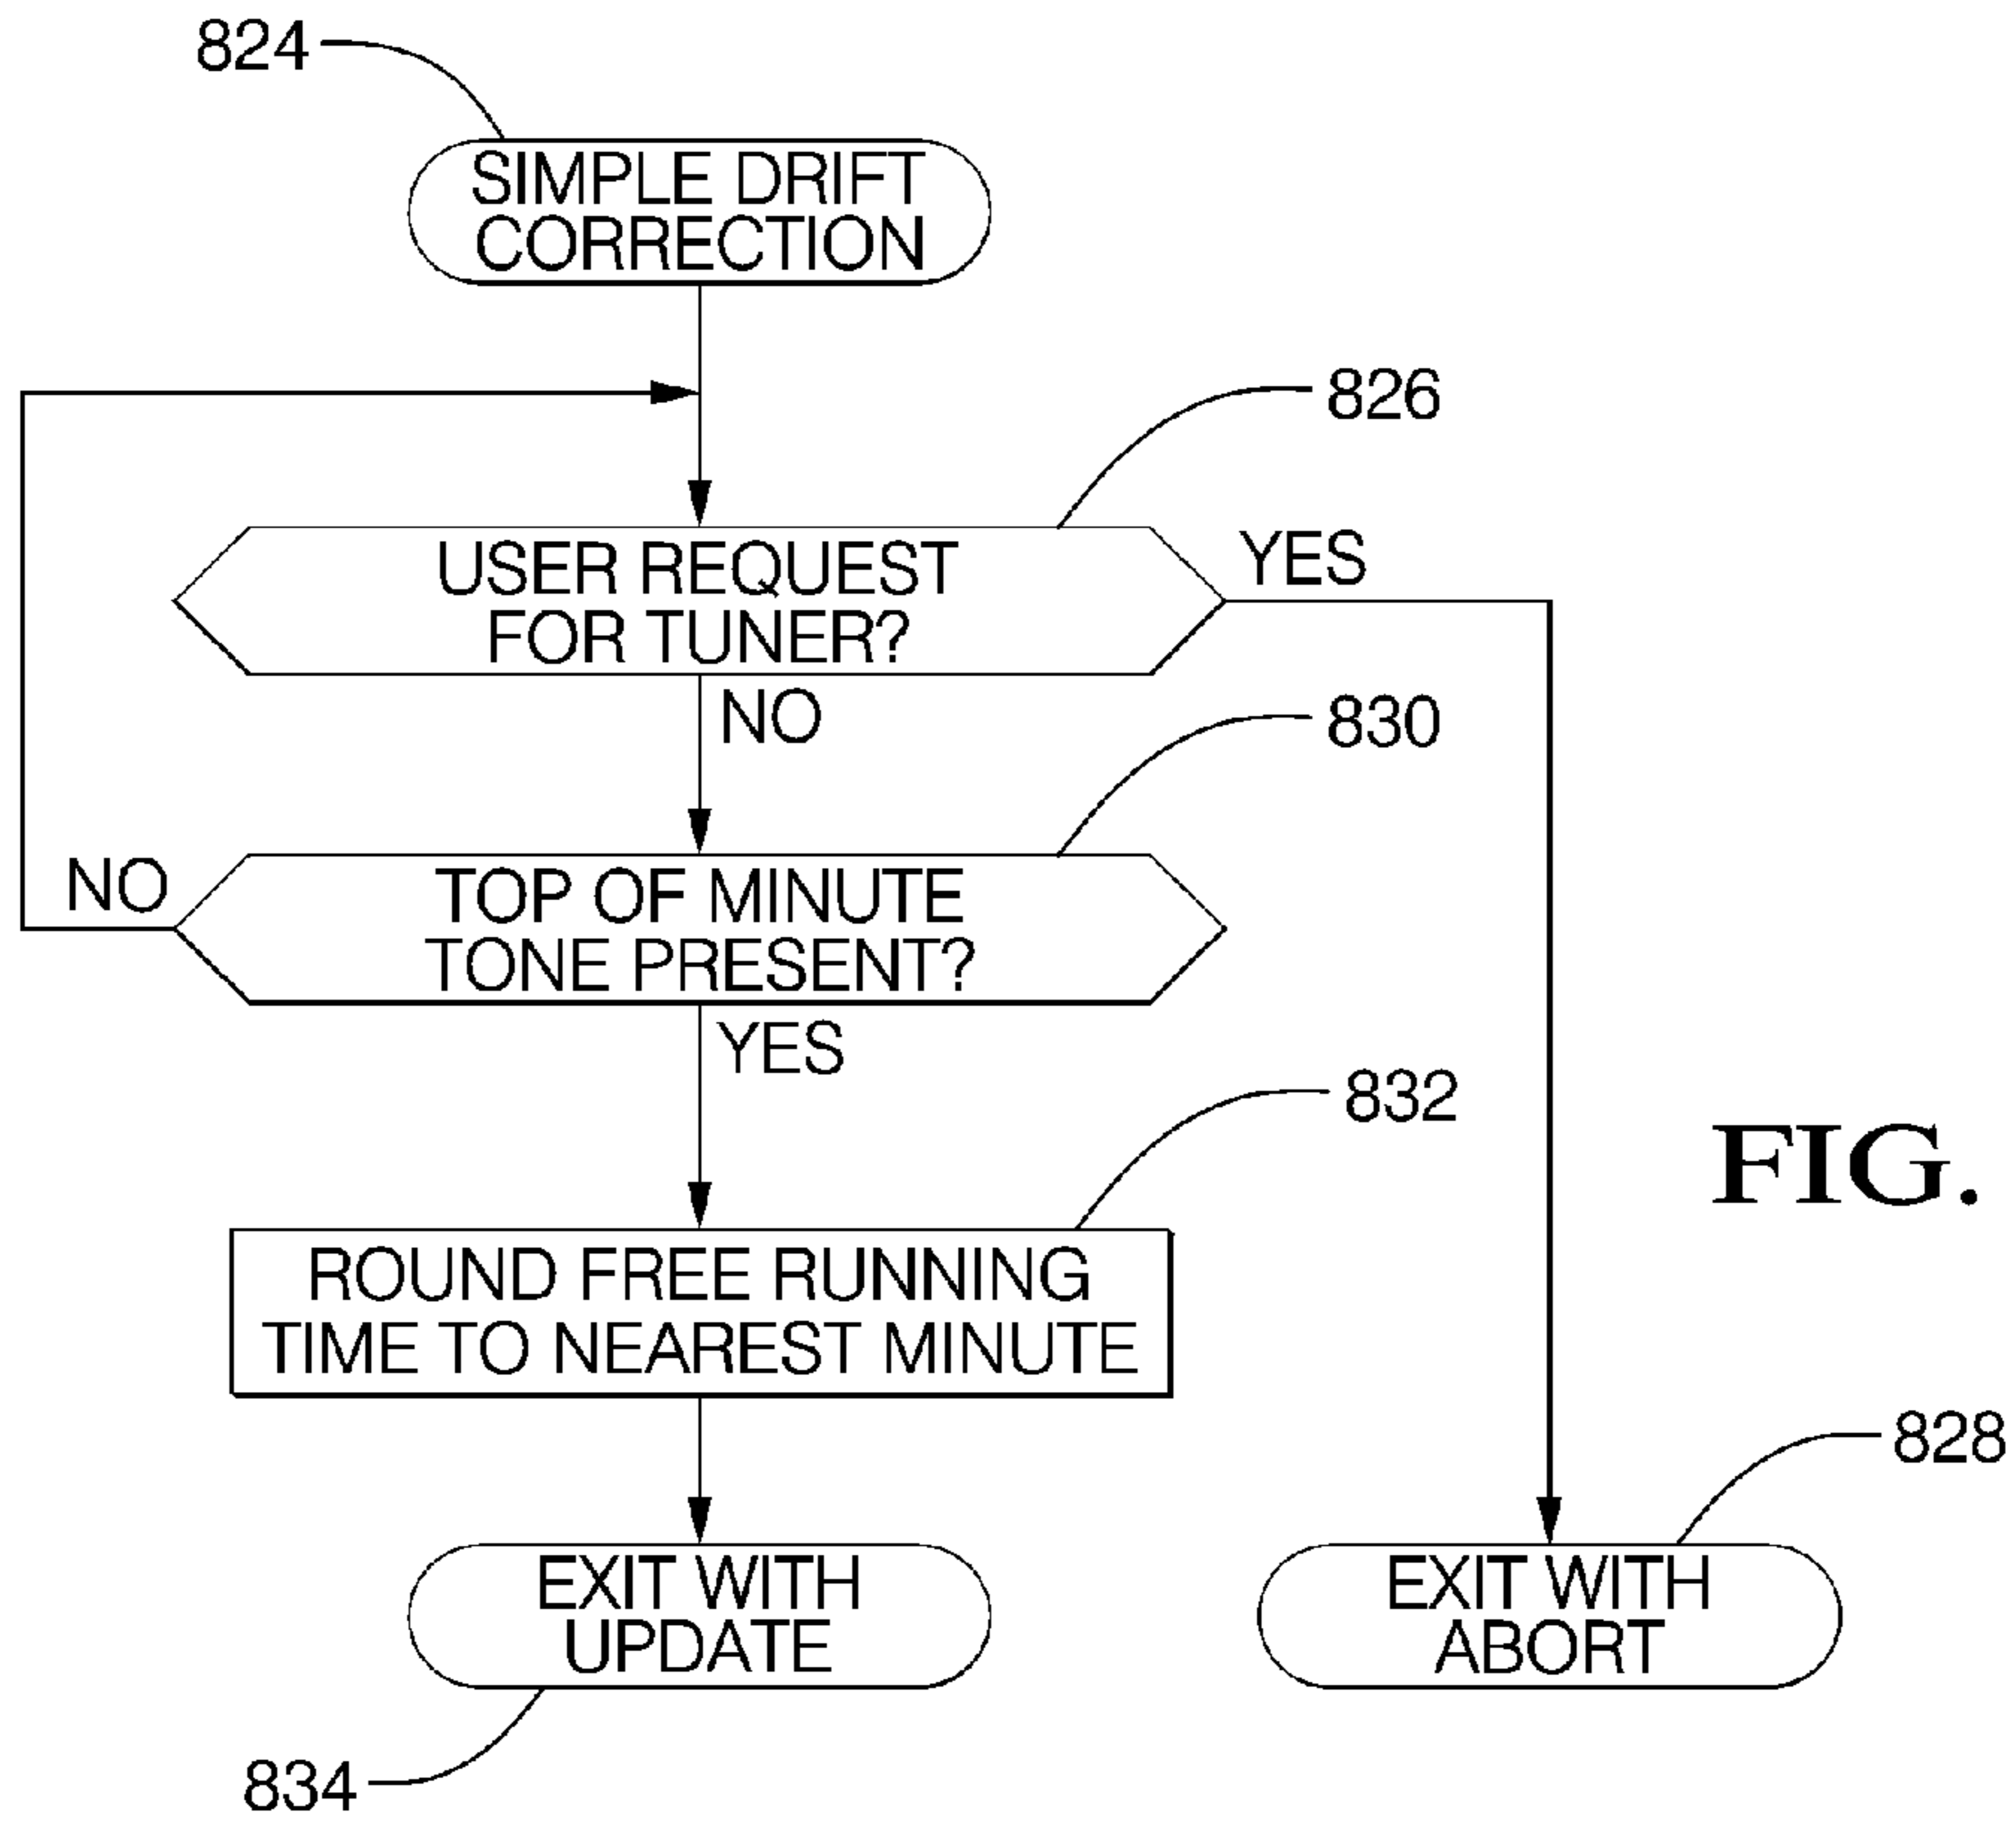 824
SIMPLE DRIFT
CORRECTION
826
USER REQUEST
FOR TUNER?
YES
NO
830
TOP OF MINUTE
TONE PRESENT?
NO
YES
832
ROUND FREE RUNNING
TIME TO NEAREST MINUTE
FIG.
828
EXIT WITH
UPDATE
EXIT WITH
ABORT
834